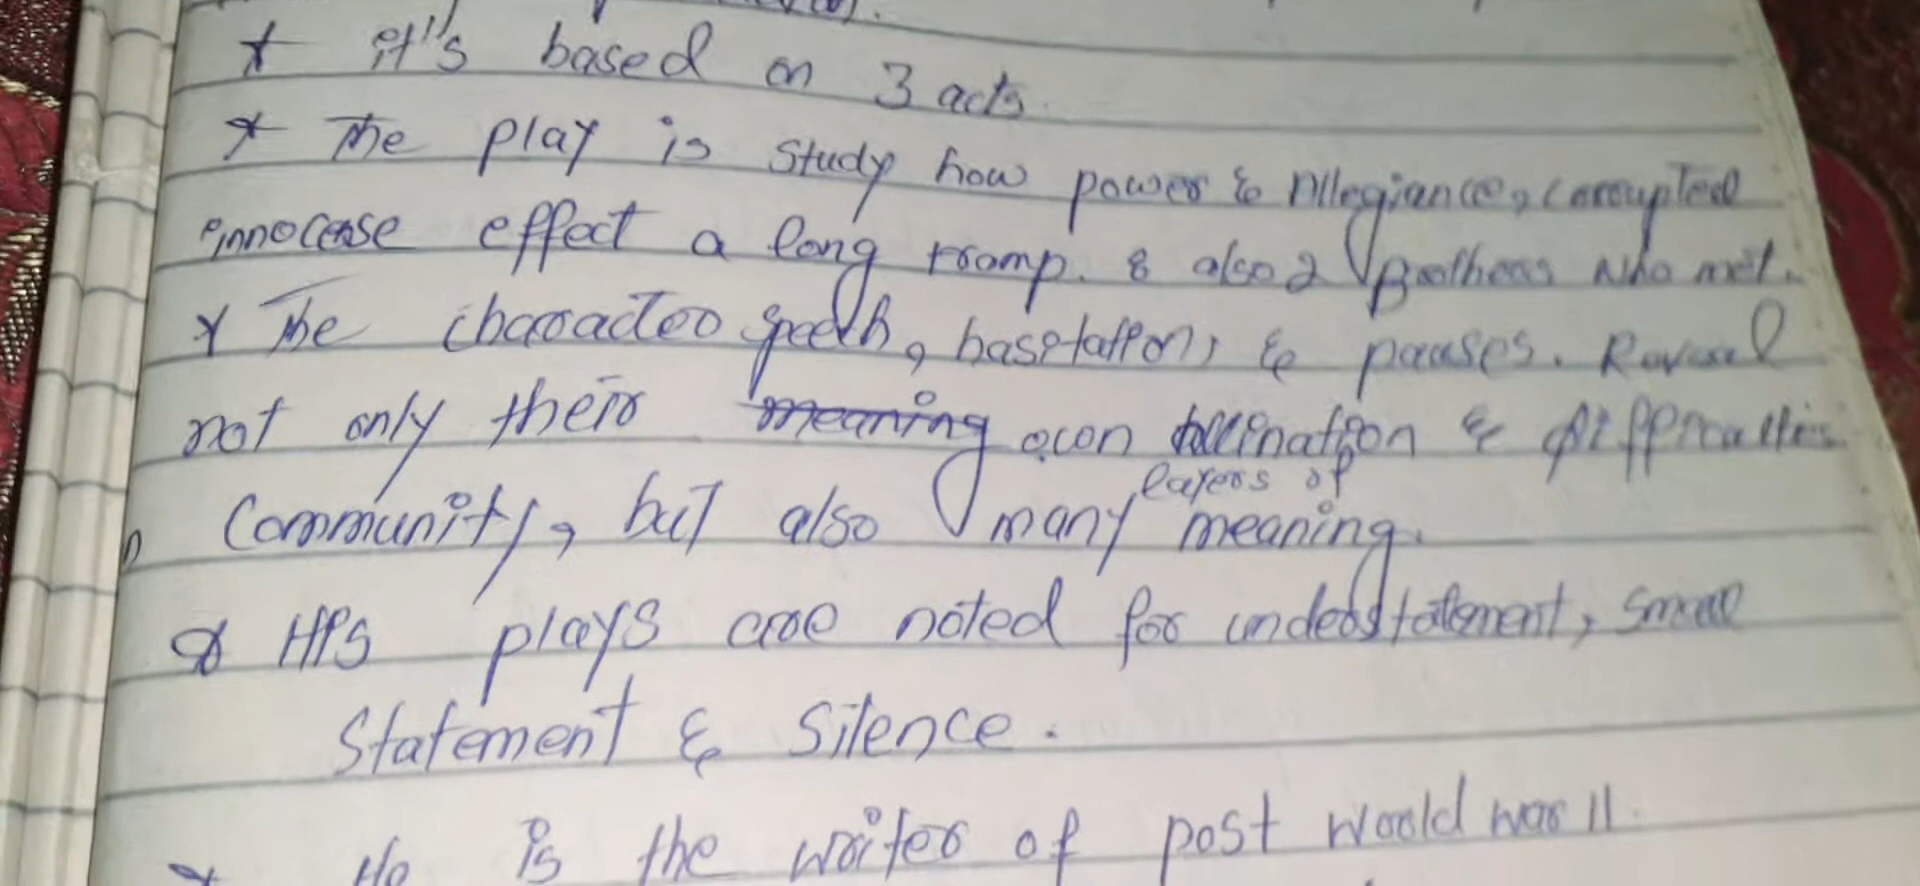 * it's based on 3 acts.
* The play is study how power & Allegiance, corrupted
innocense effect a long tramp. & also 2 Brothers who met.
* The character speech, hasetation, & pauses. Reveal
not only their meaning own & difficulties
layers of
Community, but also many meaning.
* His plays are noted for understatement, small
Statement & Silence.
* He is the writer of post World war II.